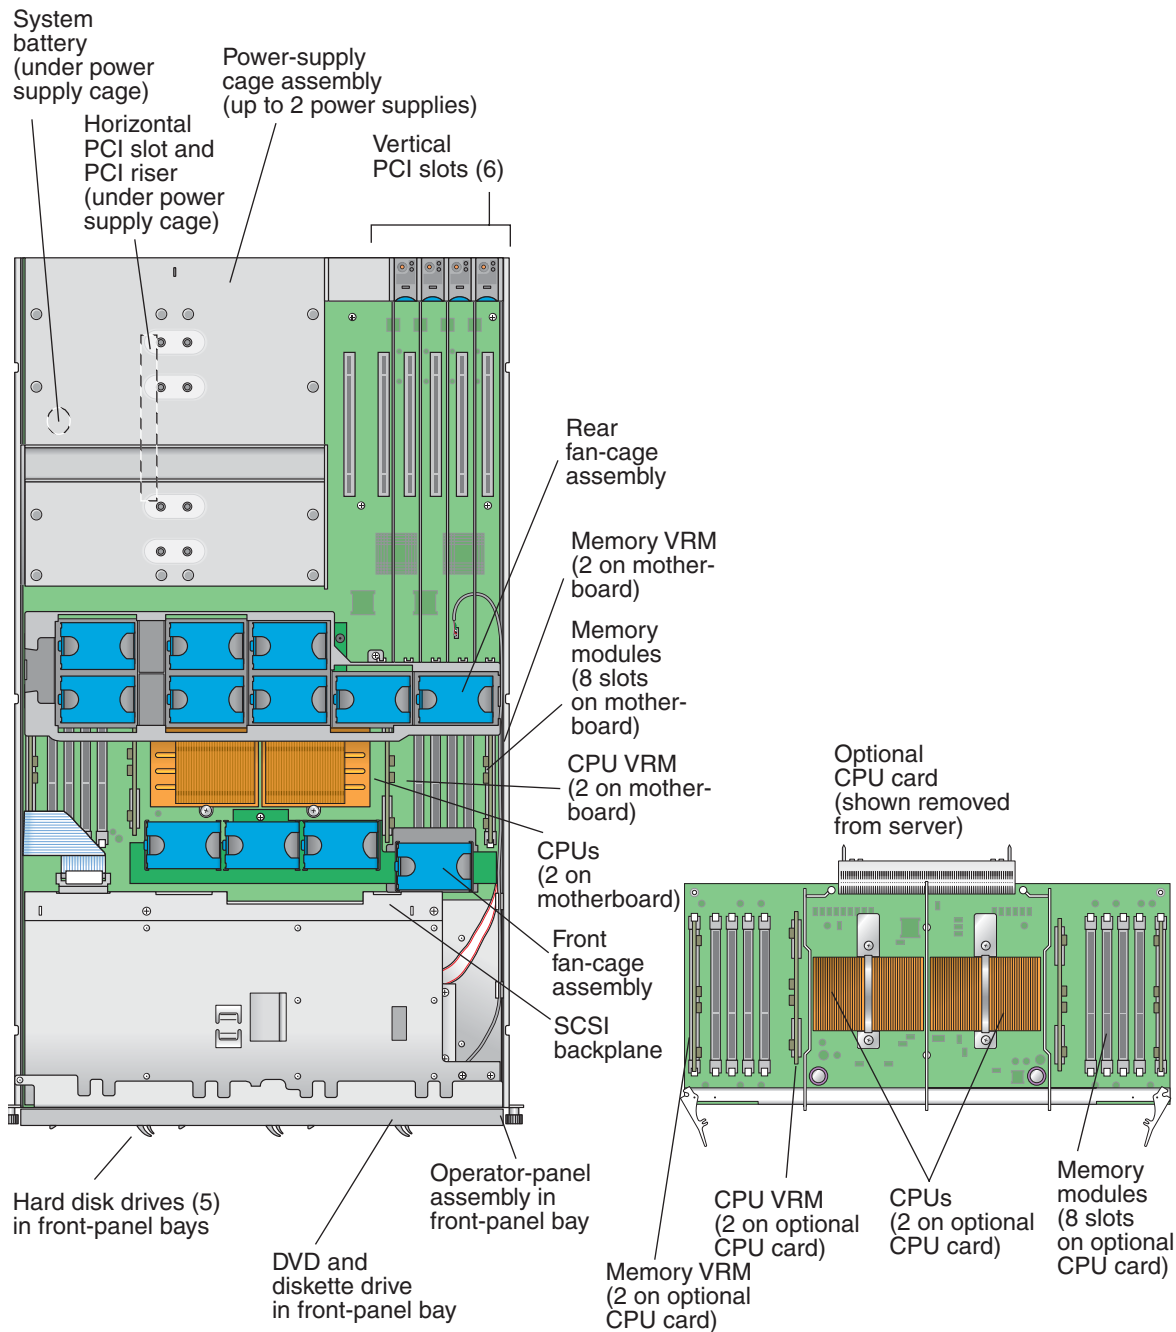 System
battery
(under power
supply cage)
Power-supply
cage assembly
(up to 2 power supplies)
Horizontal
PCI slot and
PCI riser
(under power
supply cage)
Vertical
PCI slots (6)
Rear
fan-cage
assembly
Memory VRM
(2 on mother-
board)
Memory
modules
(8 slots
on mother-
board)
CPU VRM
(2 on mother-
board)
CPUs
(2 on
motherboard)
Front
fan-cage
assembly
SCSI
backplane
Optional
CPU card
(shown removed
from server)
Hard disk drives (5)
in front-panel bays
DVD and
diskette drive
in front-panel bay
Operator-panel
assembly in
front-panel bay
Memory VRM
(2 on optional
CPU card)
CPU VRM
(2 on optional
CPU card)
CPUs
(2 on optional
CPU card)
Memory
modules
(8 slots
on optional
CPU card)